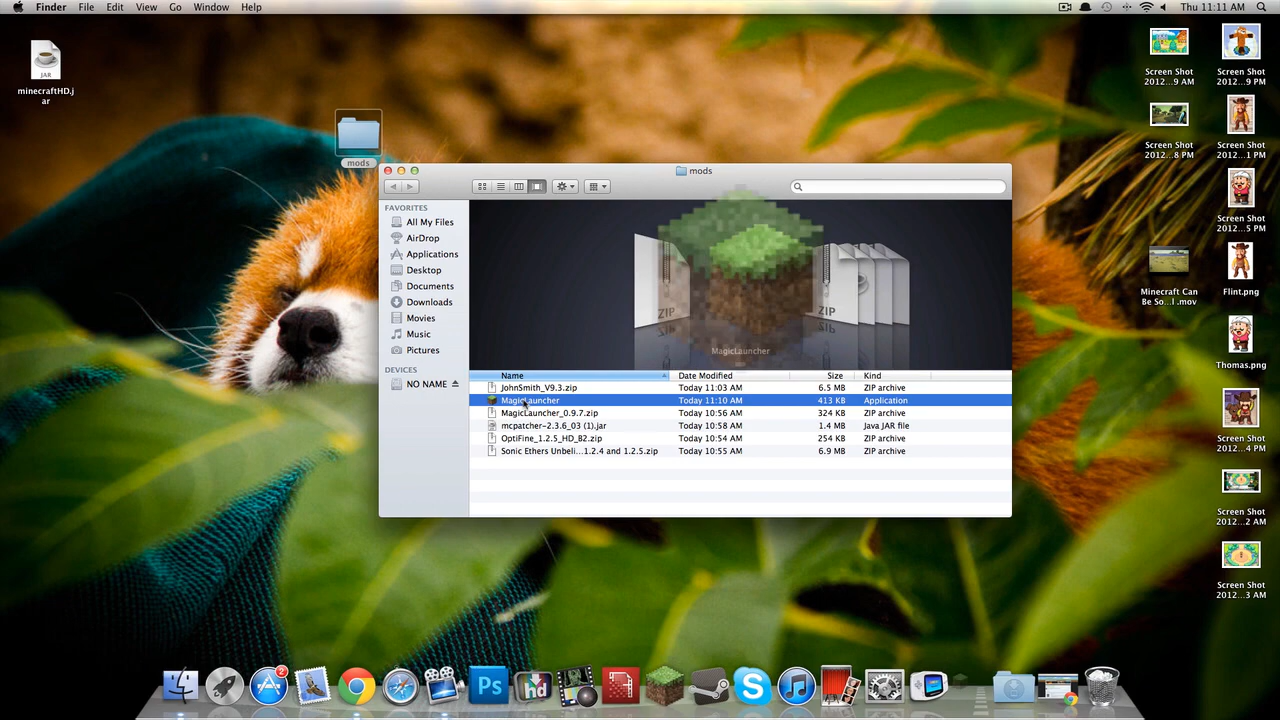 Finder File Edit View Go Window Help
Thu 11:11 AM
JAR
minecraftHD.j
ar
mods
Screen Shot
2012...9 AM
Screen Shot
2012...9 PM
Screen Shot
2012...8 PM
Screen Shot
2012...1 PM
Screen Shot
2012...5 PM
Minecraft Can
Be So...l .mov
Flint.png
Thomas.png
Screen Shot
2012...4 PM
Screen Shot
2012...2 AM
Screen Shot
2012...3 AM
mods
FAVORITES
All My Files
AirDrop
Applications
Desktop
Documents
Downloads
Movies
Music
Pictures
DEVICES
NO NAME
ZIP
ZIP
MagicLauncher
Name Date Modified Size Kind
JohnSmith_V9.3.zip Today 11:03 AM 6.5 MB ZIP archive
MagicLauncher Today 11:10 AM 413 KB Application
MagicLauncher_0.9.7.zip Today 10:56 AM 324 KB ZIP archive
mcpatcher-2.3.6_03 (1).jar Today 10:58 AM 1.4 MB Java JAR file
OptiFine_1.2.5_HD_B2.zip Today 10:54 AM 254 KB ZIP archive
Sonic Ethers Unbeli...1.2.4 and 1.2.5.zip Today 10:55 AM 6.9 MB ZIP archive
2
Ps
hd
S